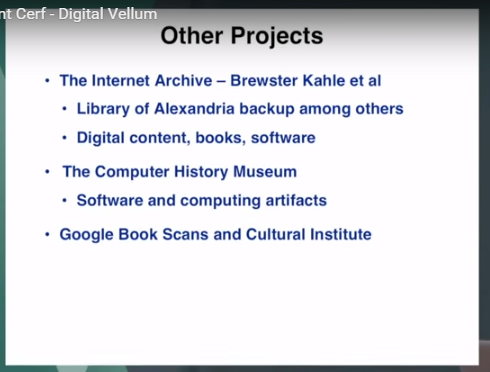 nt Cerf - Digital Vellum
Other Projects
• The Internet Archive – Brewster Kahle et al
• Library of Alexandria backup among others
• Digital content, books, software
• The Computer History Museum
• Software and computing artifacts
• Google Book Scans and Cultural Institute